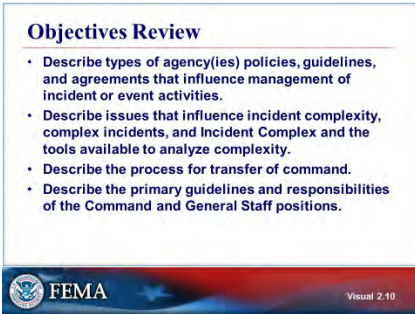 Objectives Review
• Describe types of agency(ies) policies, guidelines,
and agreements that influence management of
incident or event activities.
• Describe issues that influence incident complexity,
complex incidents, and Incident Complex and the
tools available to analyze complexity.
• Describe the process for transfer of command.
• Describe the primary guidelines and responsibilities
of the Command and General Staff positions.
FEMA
Visual 2.10